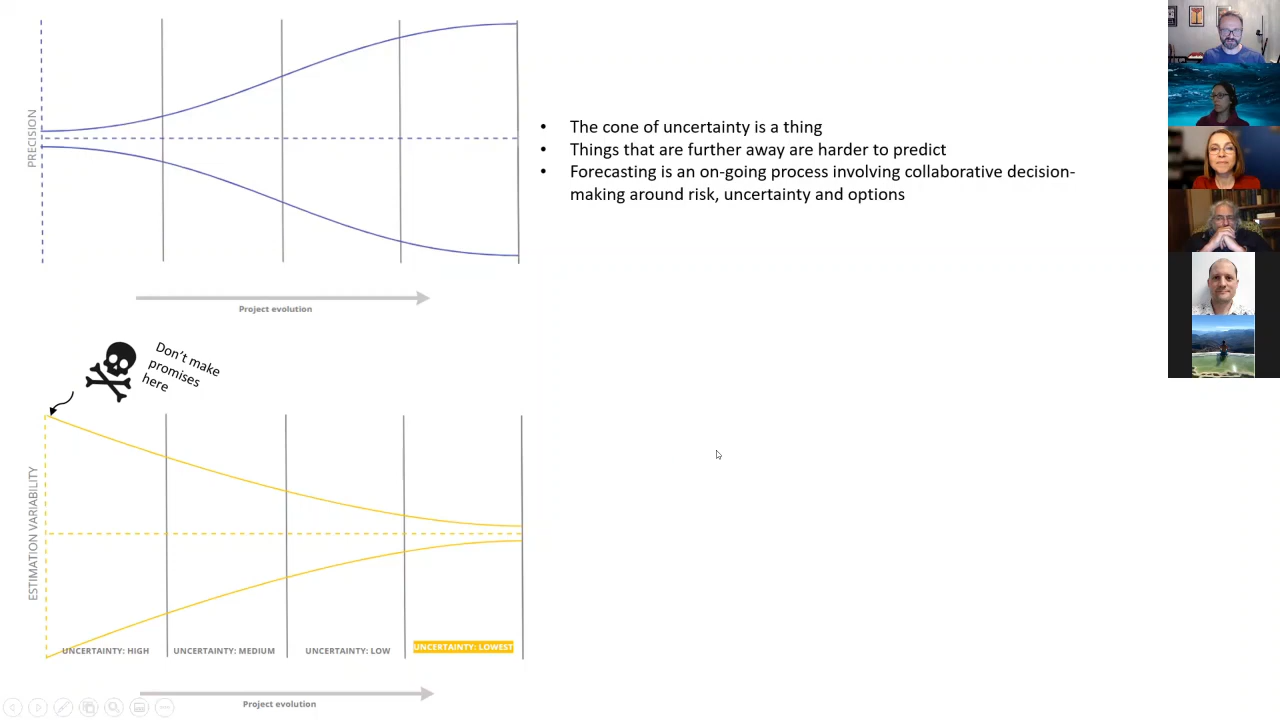 PRECISION
• The cone of uncertainty is a thing
• Things that are further away are harder to predict
• Forecasting is an on-going process involving collaborative decision-
making around risk, uncertainty and options
Project evolution
Don't make
promises
here
ESTIMATION VARIABILITY
UNCERTAINTY: HIGH
UNCERTAINTY: MEDIUM
UNCERTAINTY: LOW
UNCERTAINTY: LOWEST
Project evolution